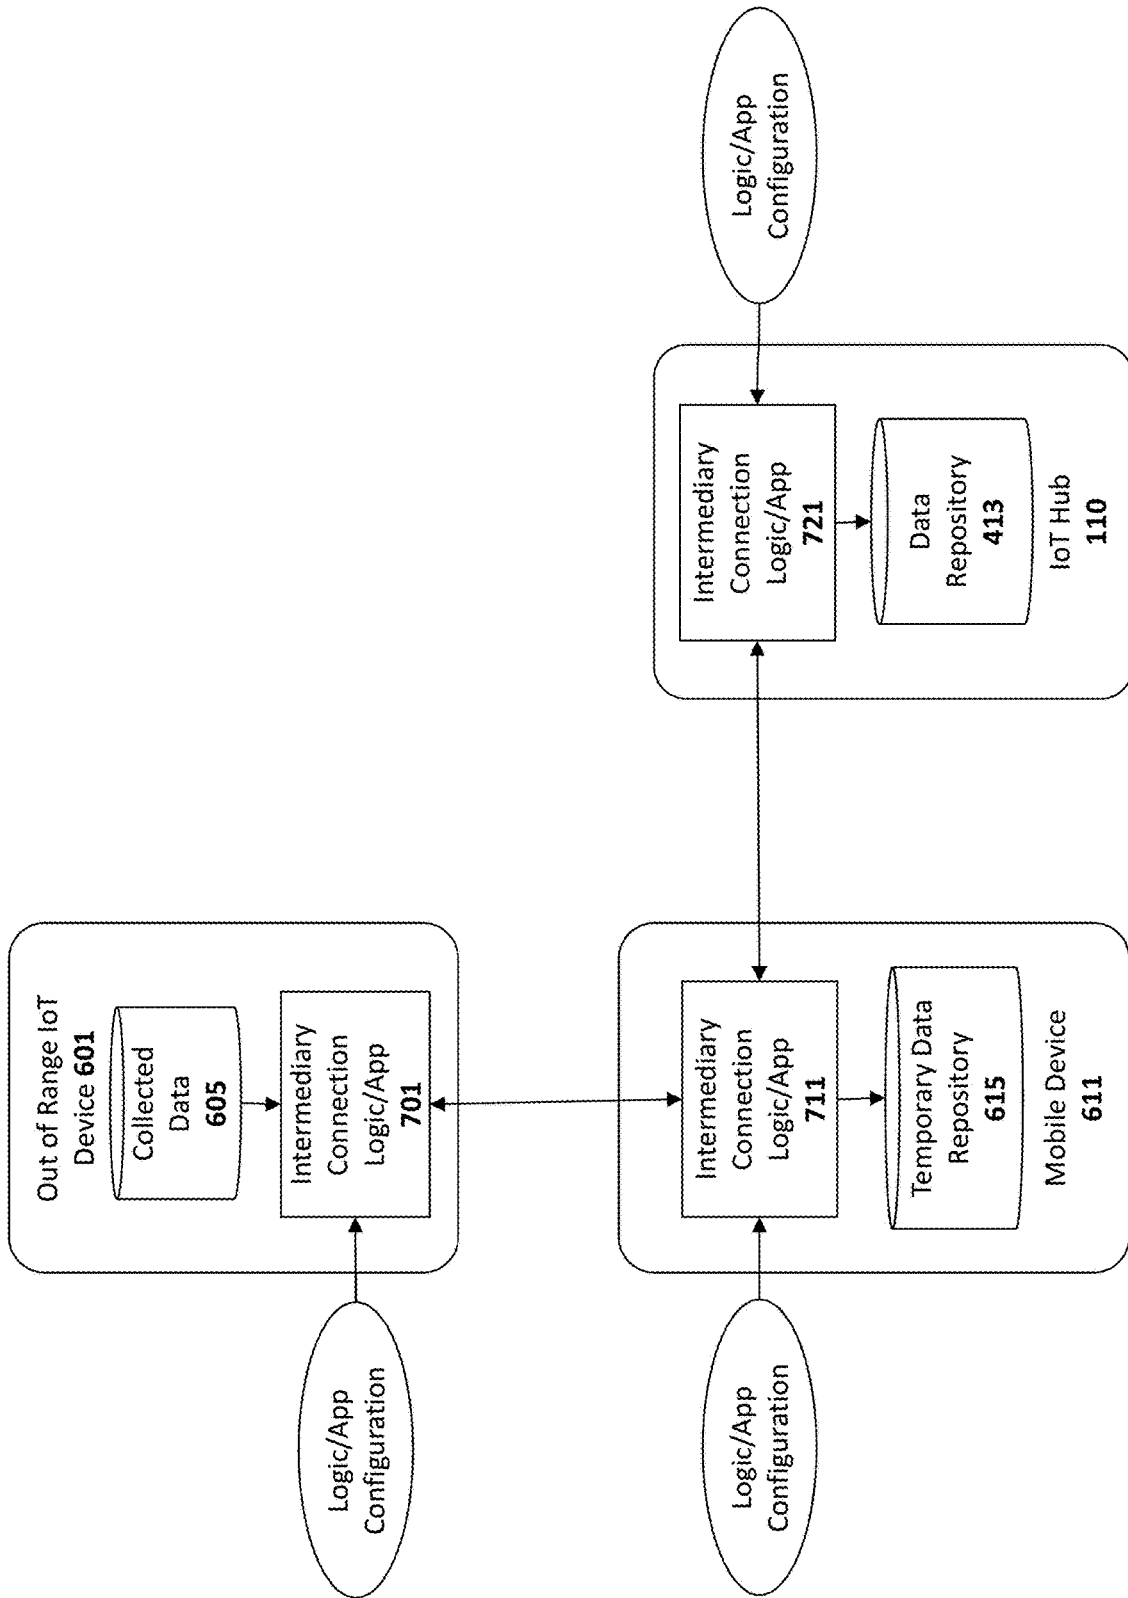 Out of Range IoT
Device 601
Collected
Data
605
Intermediary
Connection
Logic/App
701
Logic/App
Configuration
Logic/App
Configuration
Intermediary
Connection
Logic/App
711
Temporary Data
Repository
615
Mobile Device
611
Intermediary
Connection
Logic/App
721
Data
Repository
413
IoT Hub
110
Logic/App
Configuration